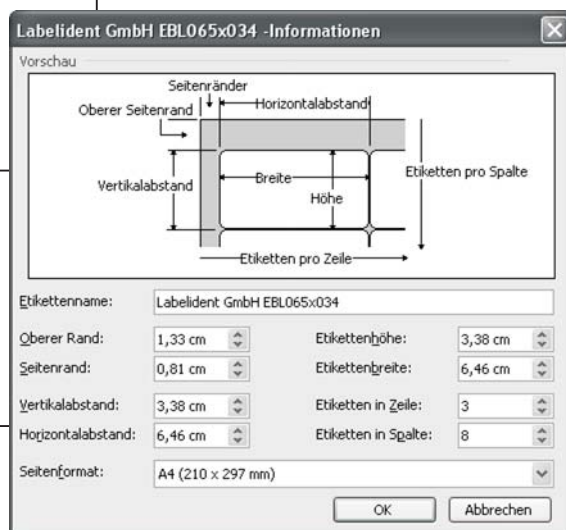 Labelident GmbH EBL065x034 -Informationen
Vorschau
Seitenränder
Oberer Seitenrand
Horizontalabstand
Vertikalabstand
Breite
Höhe
Etiketten pro Spalte
Etiketten pro Zeile
Etikettenname: Labelident GmbH EBL065x034
Oberer Rand: 1,33 cm Etikettenhöhe: 3,38 cm
Seitenrand: 0,81 cm Etikettenbreite: 6,46 cm
Vertikalabstand: 3,38 cm Etiketten in Zeile: 3
Horizontalabstand: 6,46 cm Etiketten in Spalte: 8
Seitenformat: A4 (210 x 297 mm)
OK Abbrechen